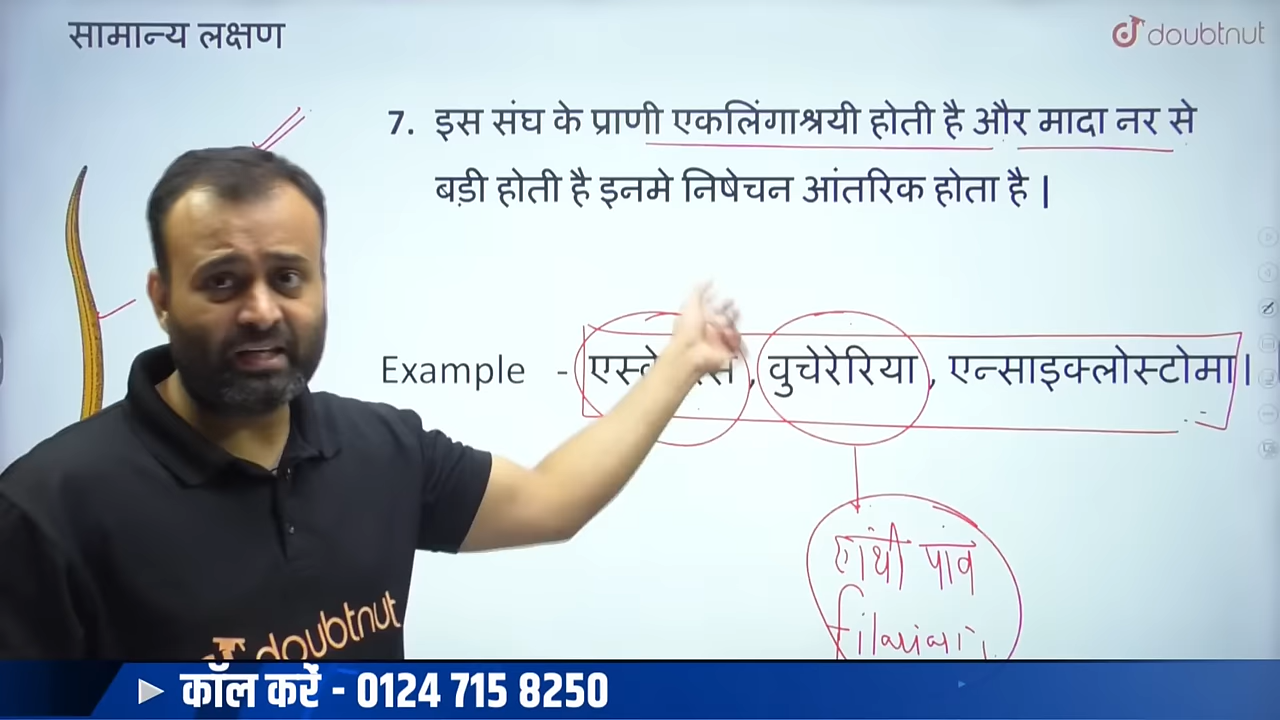 सामान्य लक्षण
doubtnut
7. इस संघ के प्राणी एकलिंगाश्रयी होती है और मादा नर से
बड़ी होती है इनमे निषेचन आंतरिक होता है |
Example - , वुचेरेरिया , एन्साइक्लोस्टोमा |
हांथी पांव
doubtnut
कॉल करें - 0124 715 8250